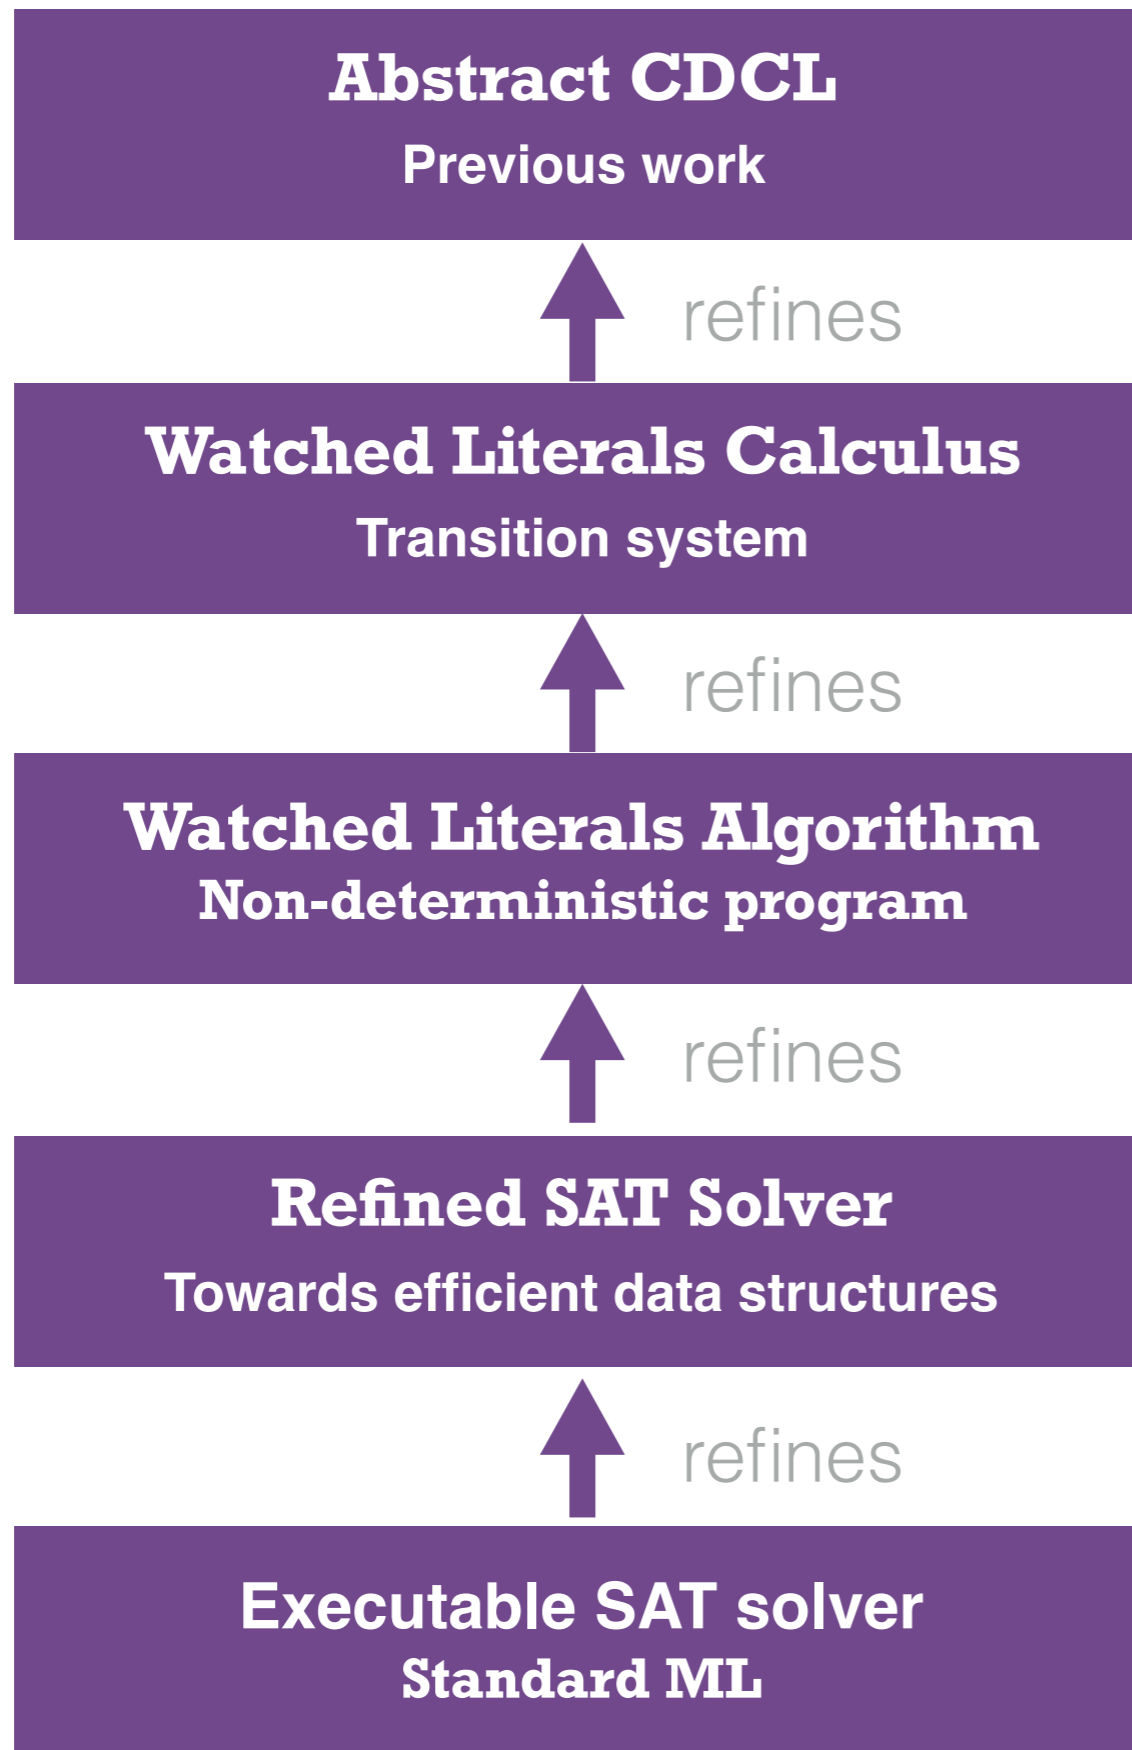 Abstract CDCL
Previous work
refines
Watched Literals Calculus
Transition system
refines
Watched Literals Algorithm
Non-deterministic program
refines
Refined SAT Solver
Towards efficient data structures
refines
Executable SAT solver
Standard ML